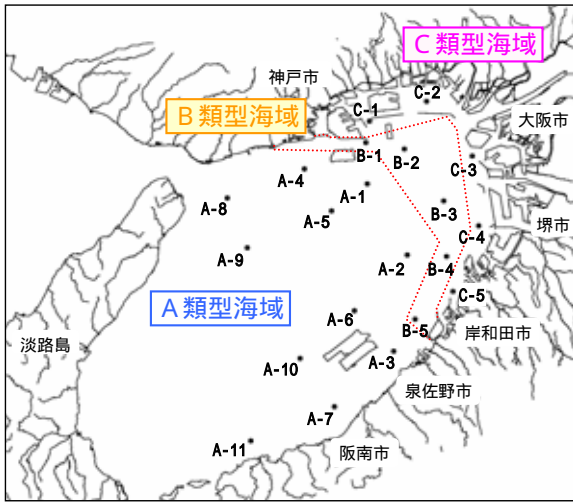 C類型海域
神戸市
C-2
B類型海域
C-1
大阪市
B-1
B-2
C-3
A-4
A-1
A-8
A-5
B-3
C-4
堺市
A-9
A-2
B-4
C-5
A類型海域
A-6
B-5
岸和田市
淡路島
A-3
A-10
泉佐野市
A-7
A-11
阪南市